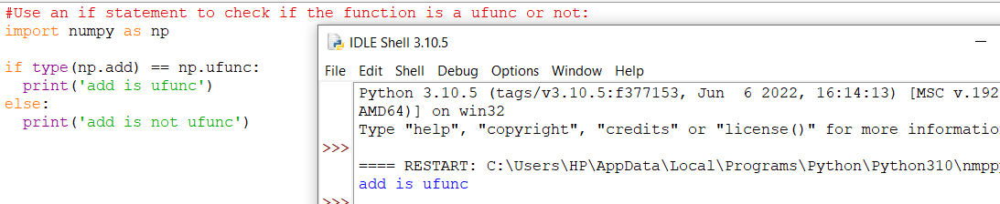 #Use an if statement to check if the function is a ufunc or not:
import numpy as np
if type(np.add) == np.ufunc:
  print('add is ufunc')
else:
  print('add is not ufunc')
IDLE Shell 3.10.5
File Edit Shell Debug Options Window Help
Python 3.10.5 (tags/v3.10.5:f377153, Jun  6 2022, 16:14:13) [MSC v.192
AMD64)] on win32
Type "help", "copyright", "credits" or "license()" for more informatio
>>>
==== RESTART: C:\Users\HP\AppData\Local\Programs\Python\Python310\nmppy
add is ufunc
>>>